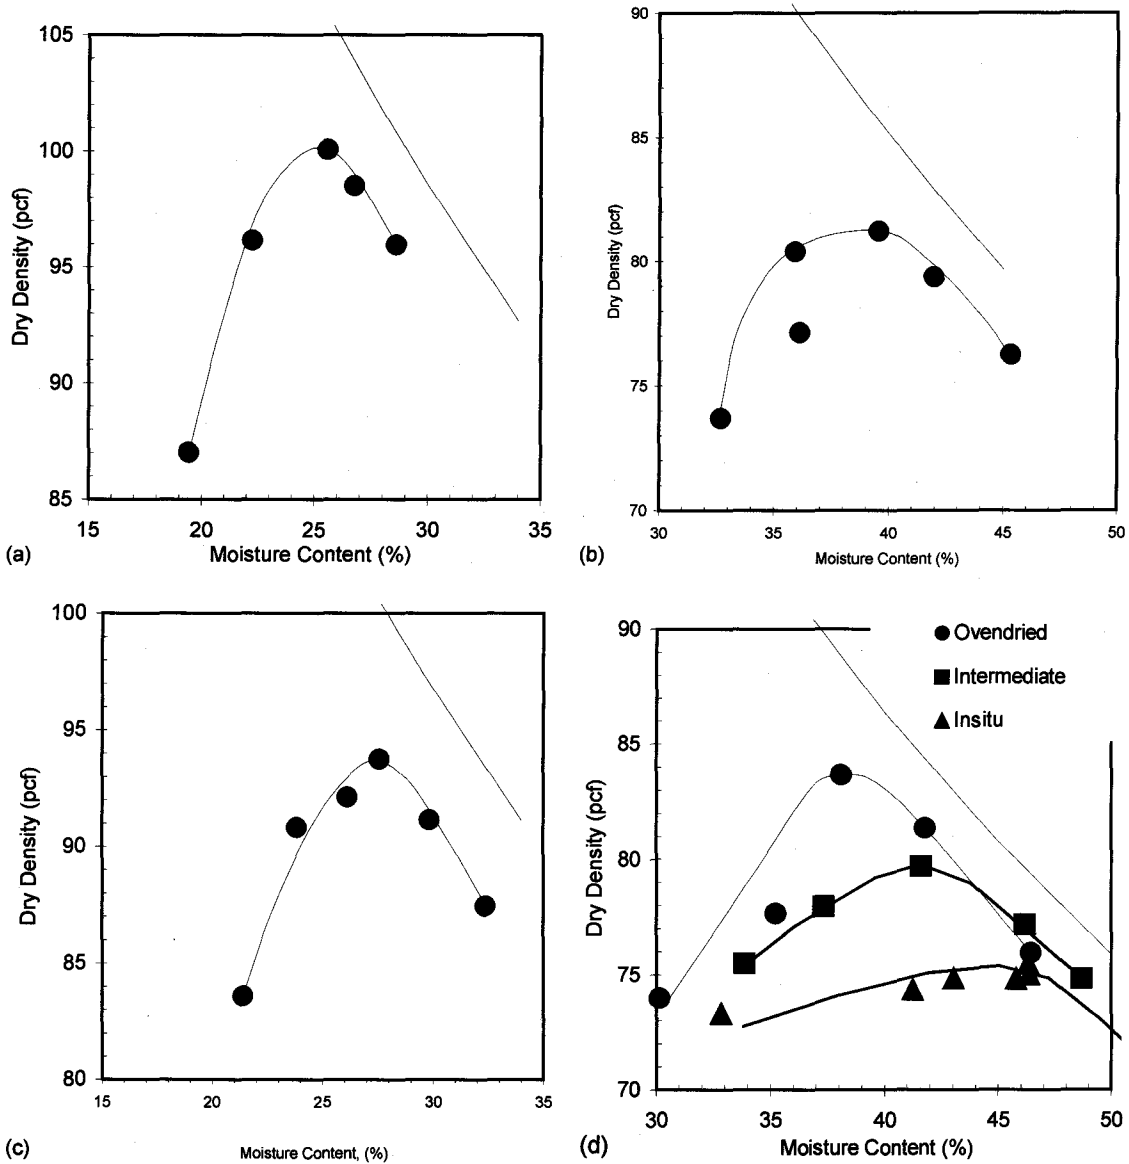 105
100
95
90
85
Dry Density (pcf)
15 20 25 30 35
Moisture Content (%)
(a)
90
85
80
75
70
Dry Density (pcf)
30 35 40 45 50
Moisture Content (%)
(b)
100
95
90
85
80
Dry Density (pcf)
15 20 25 30 35
Moisture Content, (%)
(c)
90
85
80
75
70
Dry Density (pcf)
Ovendried
Intermediate
Insitu
30 35 40 45 50
Moisture Content (%)
(d)